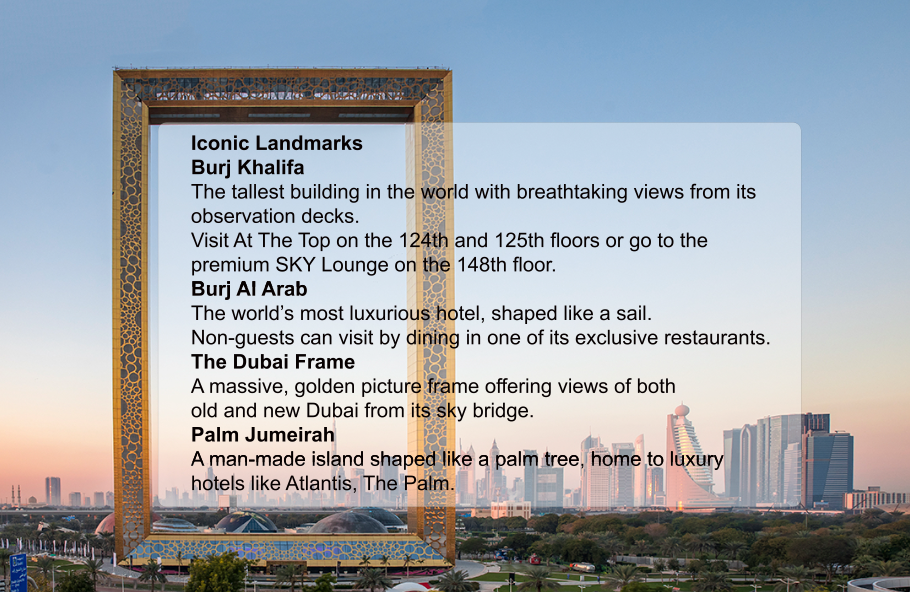 Iconic Landmarks
Burj Khalifa
The tallest building in the world with breathtaking views from its
observation decks.
Visit At The Top on the 124th and 125th floors or go to the
premium SKY Lounge on the 148th floor.
Burj Al Arab
The world’s most luxurious hotel, shaped like a sail.
Non-guests can visit by dining in one of its exclusive restaurants.
The Dubai Frame
A massive, golden picture frame offering views of both
old and new Dubai from its sky bridge.
Palm Jumeirah
A man-made island shaped like a palm tree, home to luxury
hotels like Atlantis, The Palm.